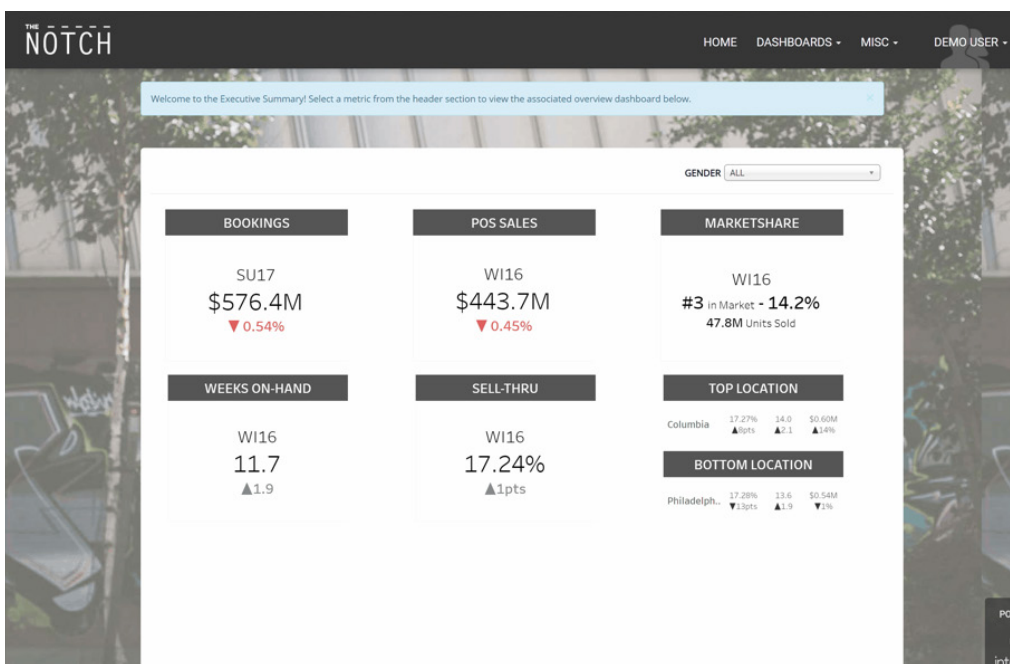 THE
NOTCH
HOME DASHBOARDS MISC DEMO USER
Welcome to the Executive Summary! Select a metric from the header section to view the associated overview dashboard below.
GENDER ALL
BOOKINGS
SU17
$576.4M
▼0.54%
POS SALES
WI16
$443.7M
▼0.45%
MARKETSHARE
WI16
#3 in Market - 14.2%
47.8M Units Sold
WEEKS ON-HAND
WI16
11.7
▲1.9
SELL-THRU
WI16
17.24%
▲1pts
TOP LOCATION
Columbia 17.27% 14.0 $0.60M
▲8pts ▲2.1 ▲14%
BOTTOM LOCATION
Philadelph.. 17.28% 13.6 $0.54M
▼13pts ▲1.9 ▼1%